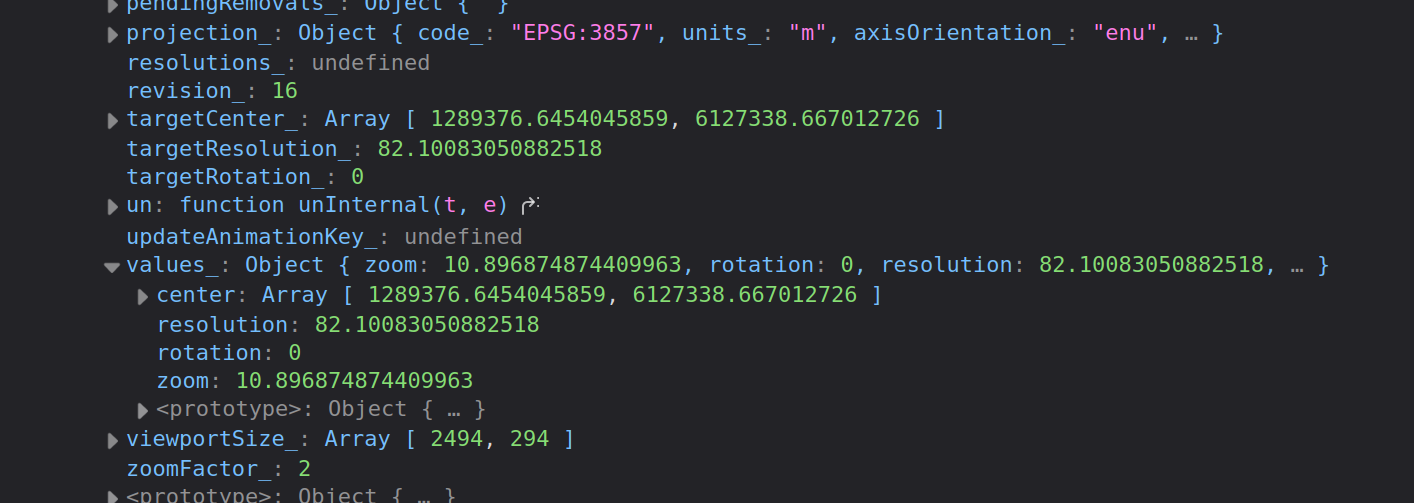 pendingRemovals_: Object {  }
projection_: Object { code_: "EPSG:3857", units_: "m", axisOrientation_: "enu", … }
resolutions_: undefined
revision_: 16
targetCenter_: Array [ 1289376.6454045859, 6127338.667012726 ]
targetResolution_: 82.10083050882518
targetRotation_: 0
un: function unInternal(t, e)
updateAnimationKey_: undefined
values_: Object { zoom: 10.896874874409963, rotation: 0, resolution: 82.10083050882518, … }
center: Array [ 1289376.6454045859, 6127338.667012726 ]
resolution: 82.10083050882518
rotation: 0
zoom: 10.896874874409963
<prototype>: Object { … }
viewportSize_: Array [ 2494, 294 ]
zoomFactor_: 2
<prototype>: Object { … }